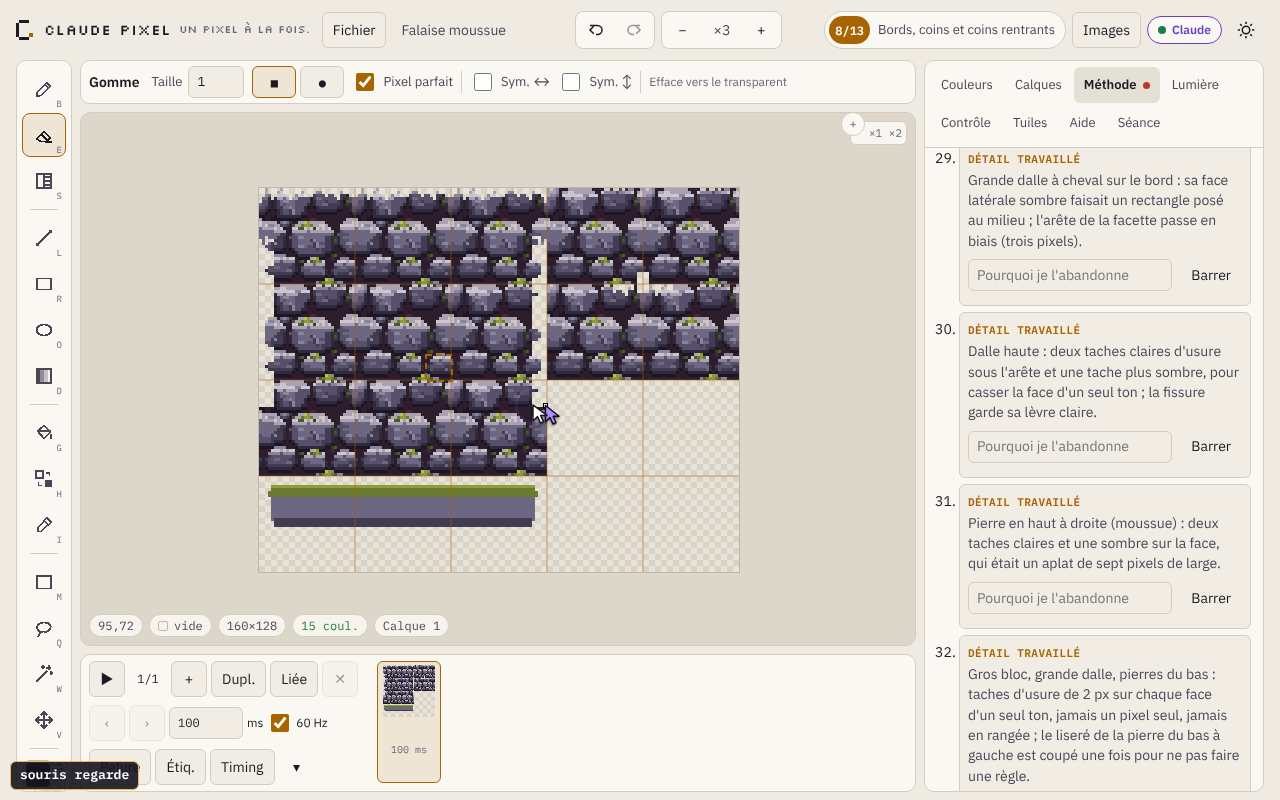 CLAUDE PIXEL UN PIXEL À LA FOIS. Fichier Falaise moussue − ×3 + 8/13 Bords, coins et coins rentrants Images Claude
Gomme Taille 1 Pixel parfait Sym. Sym. Efface vers le transparent
B
E
S
L
R
O
D
G
H
I
M
Q
W
V
+ ×1 ×2
95,72 vide 160×128 15 coul. Calque 1
1/1 + Dupl. Liée ×
100 ms 60 Hz
Étiq. Timing
100 ms
souris regarde
Couleurs Calques Méthode Lumière
Contrôle Tuiles Aide Séance
29. DÉTAIL TRAVAILLÉ
Grande dalle à cheval sur le bord : sa face
latérale sombre faisait un rectangle posé
au milieu ; l'arête de la facette passe en
biais (trois pixels).
Pourquoi je l'abandonne Barrer
30. DÉTAIL TRAVAILLÉ
Dalle haute : deux taches claires d'usure
sous l'arête et une tache plus sombre, pour
casser la face d'un seul ton ; la fissure
garde sa lèvre claire.
Pourquoi je l'abandonne Barrer
31. DÉTAIL TRAVAILLÉ
Pierre en haut à droite (moussue) : deux
taches claires et une sombre sur la face,
qui était un aplat de sept pixels de large.
Pourquoi je l'abandonne Barrer
32. DÉTAIL TRAVAILLÉ
Gros bloc, grande dalle, pierres du bas :
taches d'usure de 2 px sur chaque face
d'un seul ton, jamais un pixel seul, jamais
en rangée ; le liseré de la pierre du bas à
gauche est coupé une fois pour ne pas faire
une règle.